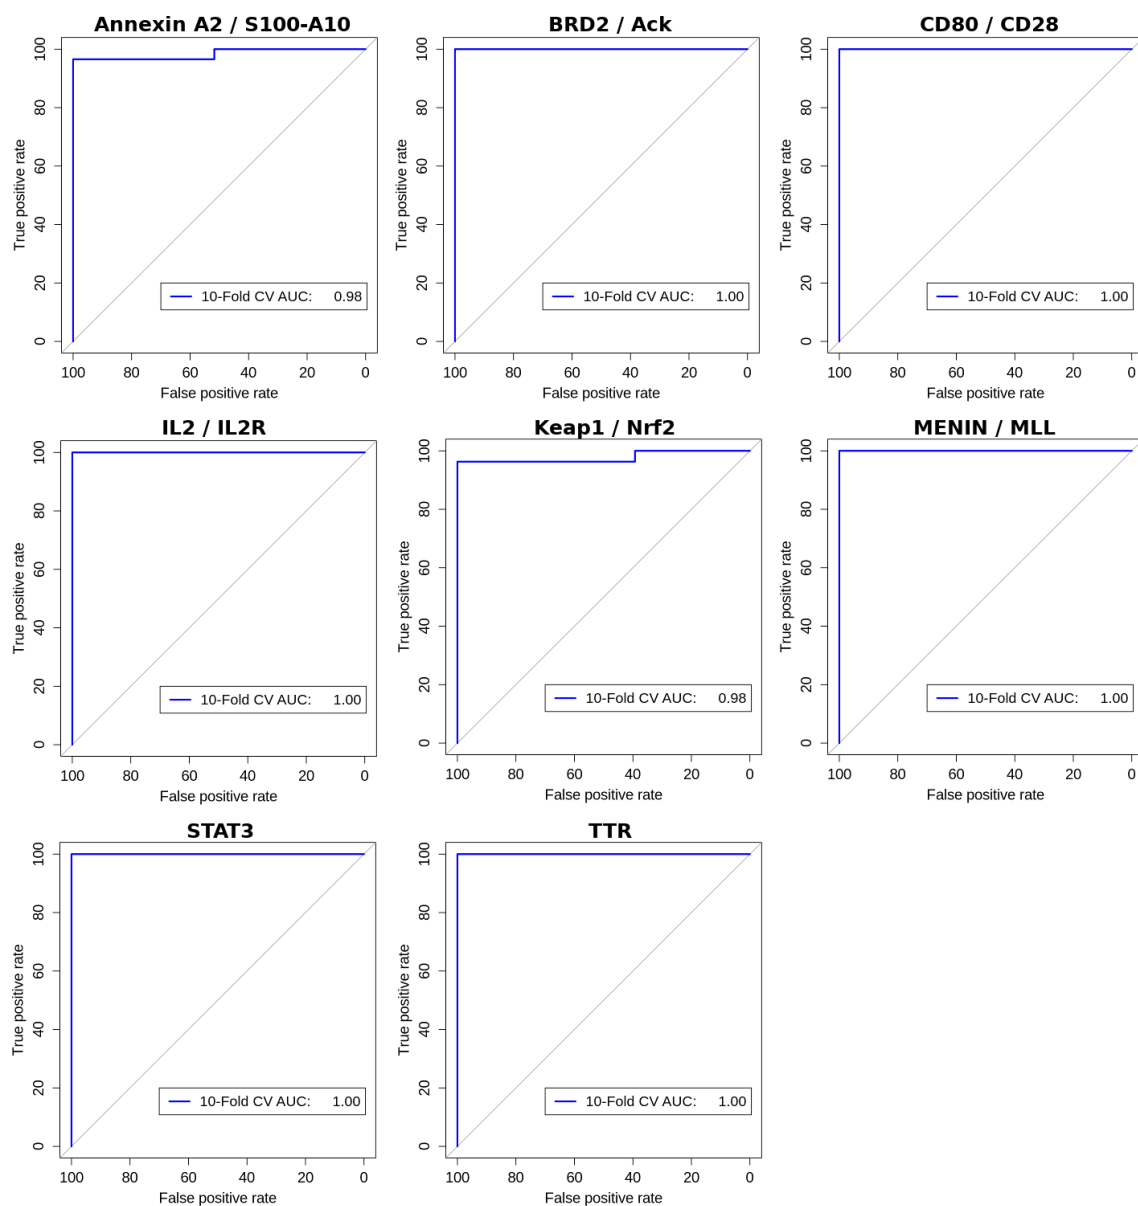 Annexin A2 / S100-A10
100
80
60
40
20
0
True positive rate
10-Fold CV AUC: 0.98
100 80 60 40 20 0
False positive rate
BRD2 / Ack
100
80
60
40
20
0
True positive rate
10-Fold CV AUC: 1.00
100 80 60 40 20 0
False positive rate
CD80 / CD28
100
80
60
40
20
0
True positive rate
10-Fold CV AUC: 1.00
100 80 60 40 20 0
False positive rate
IL2 / IL2R
100
80
60
40
20
0
True positive rate
10-Fold CV AUC: 1.00
100 80 60 40 20 0
False positive rate
Keap1 / Nrf2
100
80
60
40
20
0
True positive rate
10-Fold CV AUC: 0.98
100 80 60 40 20 0
False positive rate
MENIN / MLL
100
80
60
40
20
0
True positive rate
10-Fold CV AUC: 1.00
100 80 60 40 20 0
False positive rate
STAT3
100
80
60
40
20
0
True positive rate
10-Fold CV AUC: 1.00
100 80 60 40 20 0
False positive rate
TTR
100
80
60
40
20
0
True positive rate
10-Fold CV AUC: 1.00
100 80 60 40 20 0
False positive rate